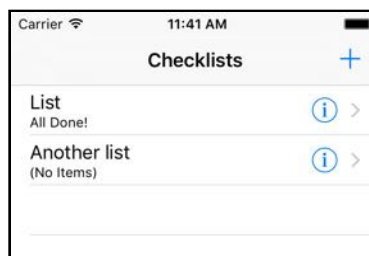 Carrier 11:41 AM
Checklists +
List
All Done!
Another list
(No Items)